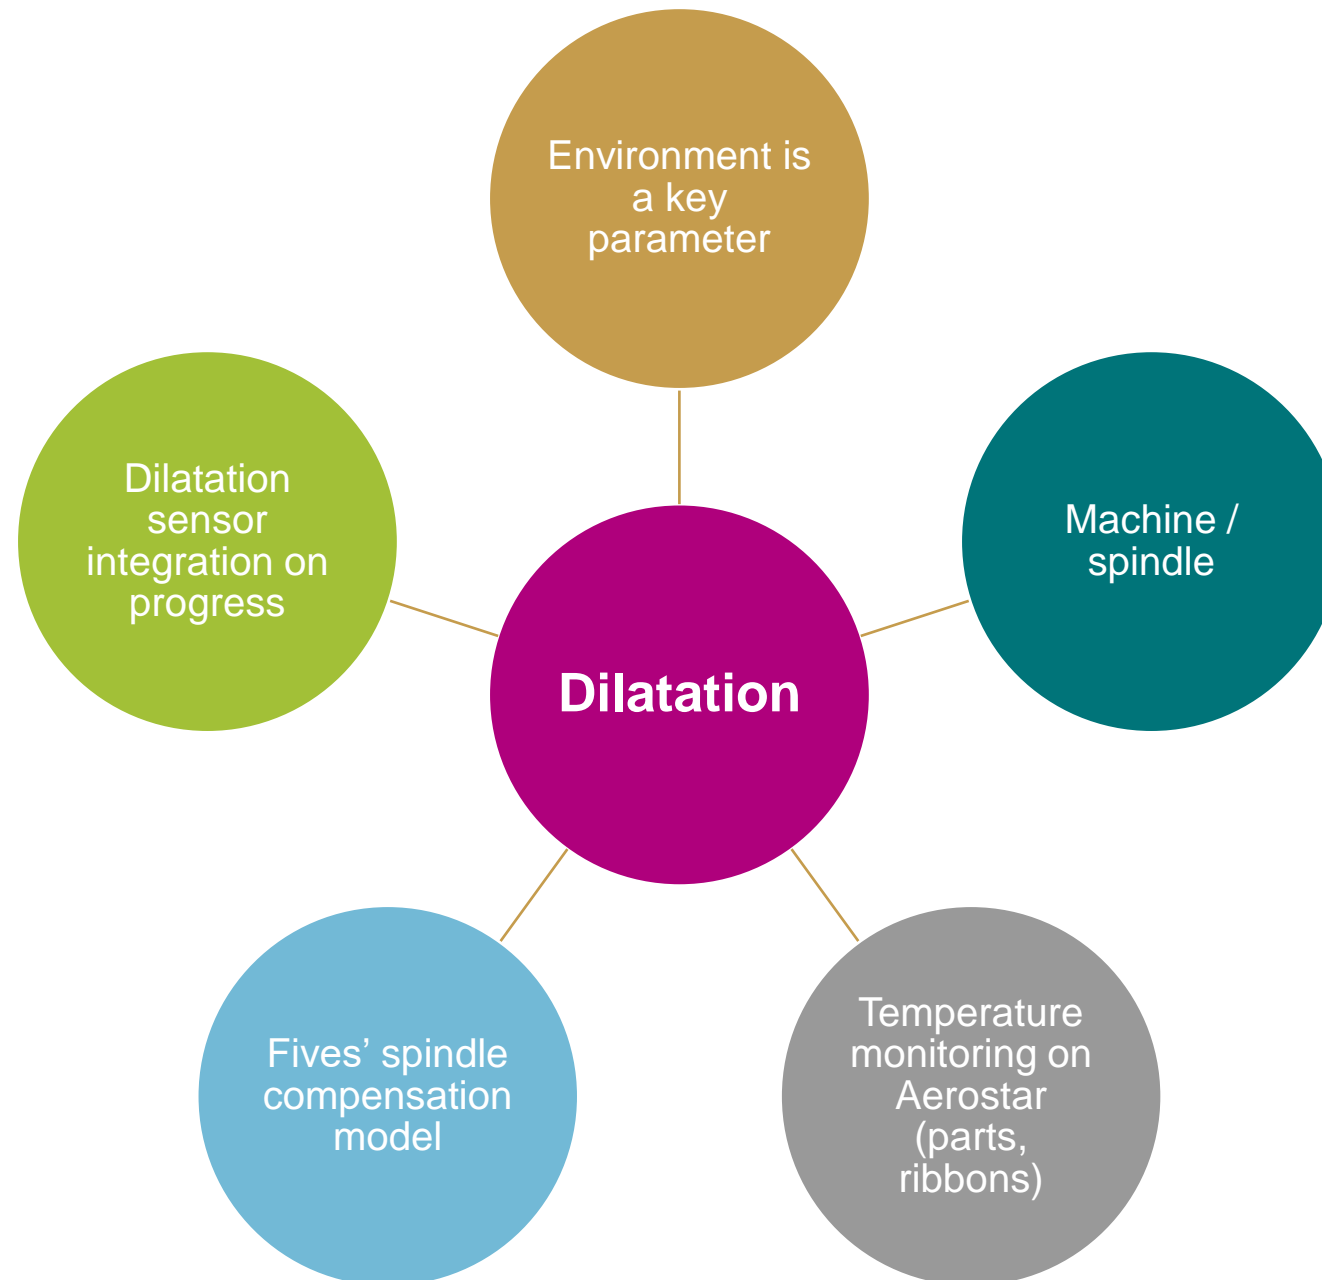 Environment is
a key
parameter
Dilatation
sensor
integration on
progress
Machine /
spindle
Dilatation
Fives’ spindle
compensation
model
Temperature
monitoring on
Aerostar
(parts,
ribbons)